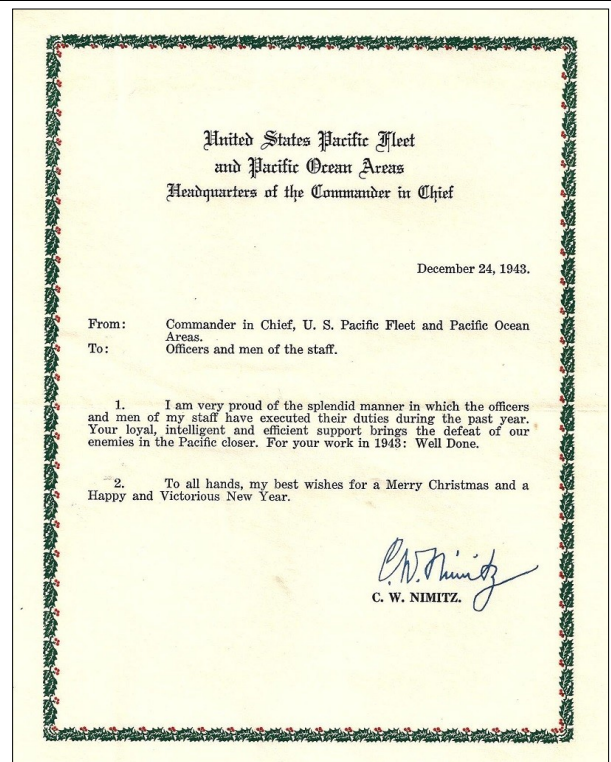 United States Pacific Fleet
and Pacific Ocean Areas
Headquarters of the Commander in Chief
December 24, 1943.
From: Commander in Chief, U. S. Pacific Fleet and Pacific Ocean
Areas.
To: Officers and men of the staff.
1. I am very proud of the splendid manner in which the officers
and men of my staff have executed their duties during the past year.
Your loyal, intelligent and efficient support brings the defeat of our
enemies in the Pacific closer. For your work in 1943: Well Done.
2. To all hands, my best wishes for a Merry Christmas and a
Happy and Victorious New Year.
C.W. Nimitz
C. W. NIMITZ.